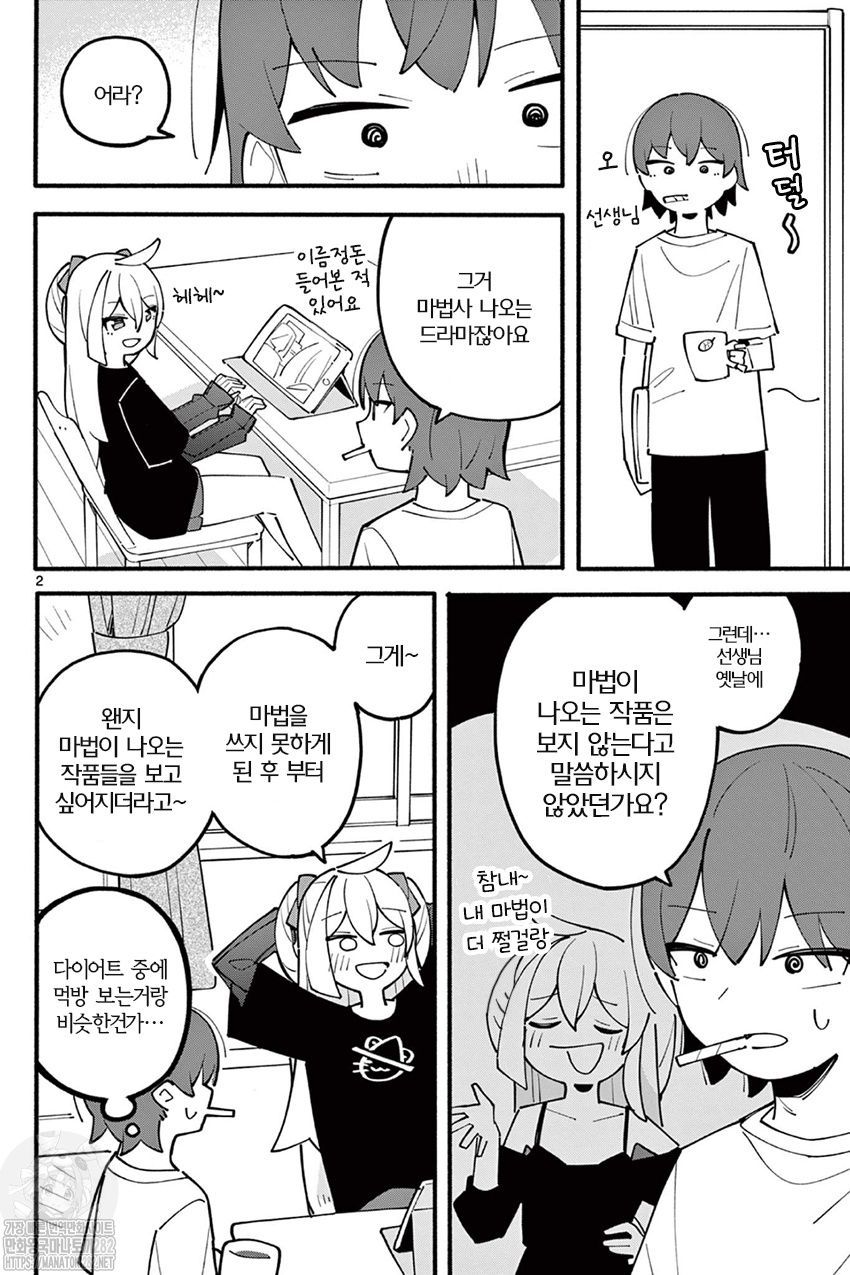 오
선생님
터덜~
어라?
그거
마법사 나오는
드라마잖아요
이름정돈
들어본 적
있어요
헤헤~
2
그런데…
선생님
옛날에
마법이
나오는 작품은
보지 않는다고
말씀하시지
않았던가요?
참내~
내 마법이
더 쩔걸랑
그게~
마법을
쓰지 못하게
된 후 부터
왠지
마법이 나오는
작품들을 보고
싶어지더라고~
다이어트 중에
먹방 보는거랑
비슷한건가…